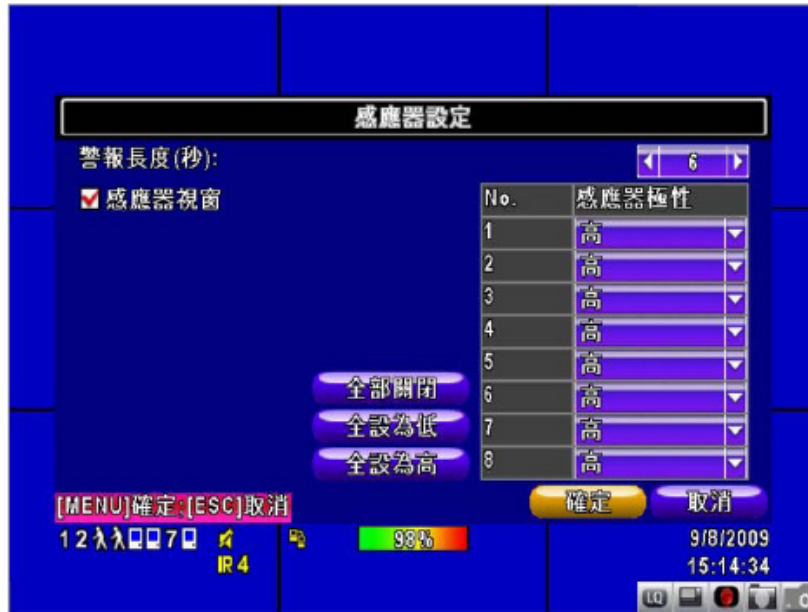 感應器設定
警報長度(秒): 6
感應器視窗
No. 感應器極性
1 高
2 高
3 高
4 高
5 高
全部關閉
6 高
全設為低
7 高
全設為高
8 高
[MENU]確定;[ESC]取消
確定 取消
1 2 7 98% 9/8/2009
IR 4 15:14:34
LQ